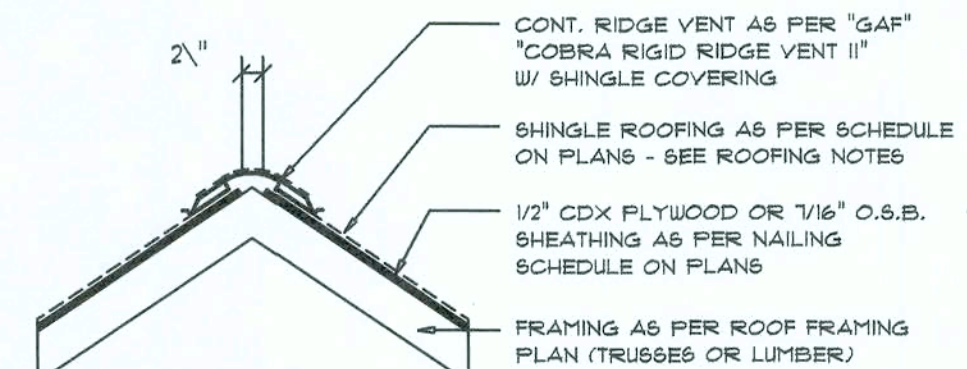 CONT. RIDGE VENT AS PER "GAF"
"COBRA RIGID RIDGE VENT II"
W/ SHINGLE COVERING
2\"
SHINGLE ROOFING AS PER SCHEDULE
ON PLANS - SEE ROOFING NOTES
1/2" CDX PLYWOOD OR 7/16" O.S.B.
SHEATHING AS PER NAILING
SCHEDULE ON PLANS
FRAMING AS PER ROOF FRAMING
PLAN (TRUSSES OR LUMBER)